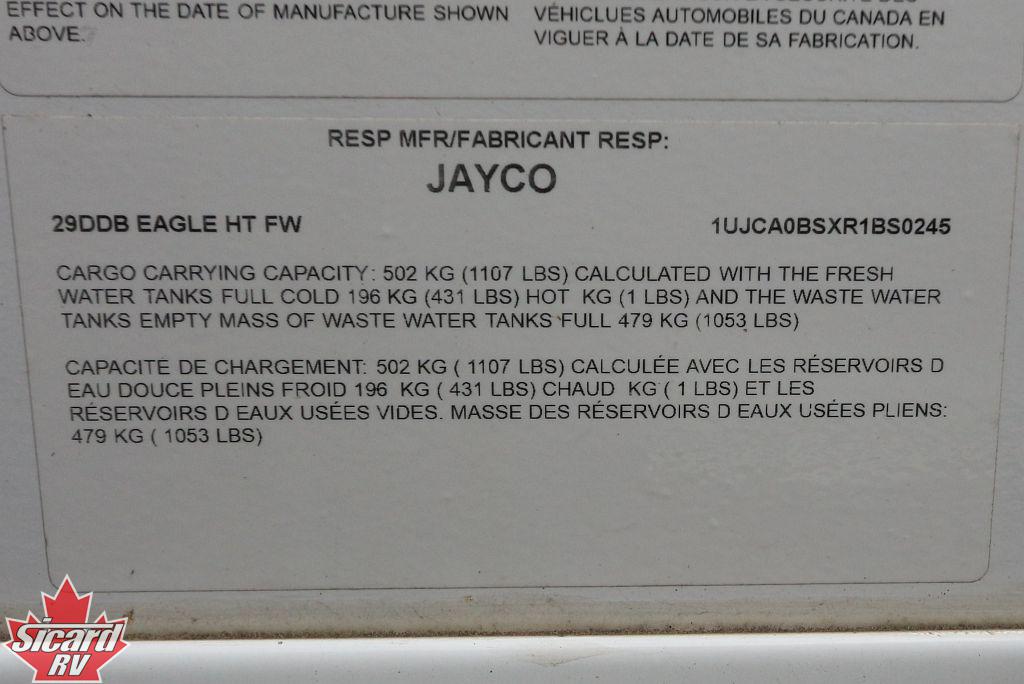 EFFECT ON THE DATE OF MANUFACTURE SHOWN
ABOVE.
VÉHICLUES AUTOMOBILES DU CANADA EN
VIGUER À LA DATE DE SA FABRICATION.
RESP MFR/FABRICANT RESP:
JAYCO
29DDB EAGLE HT FW 1UJCA0BSXR1BS0245
CARGO CARRYING CAPACITY: 502 KG (1107 LBS) CALCULATED WITH THE FRESH
WATER TANKS FULL COLD 196 KG (431 LBS) HOT KG (1 LBS) AND THE WASTE WATER
TANKS EMPTY MASS OF WASTE WATER TANKS FULL 479 KG (1053 LBS)
CAPACITÉ DE CHARGEMENT: 502 KG ( 1107 LBS) CALCULÉE AVEC LES RÉSERVOIRS D
EAU DOUCE PLEINS FROID 196 KG ( 431 LBS) CHAUD KG ( 1 LBS) ET LES
RÉSERVOIRS D EAUX USÉES VIDES. MASSE DES RÉSERVOIRS D EAUX USÉES PLIENS:
479 KG ( 1053 LBS)
Sicard
RV